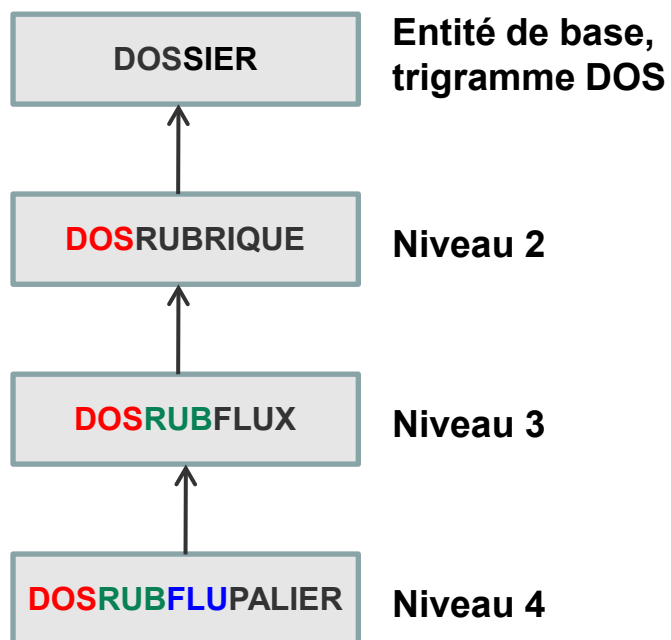 DOSSIER
Entité de base,
trigramme DOS
DOSRUBRIQUE
Niveau 2
DOSRUBFLUX
Niveau 3
DOSRUBFLUPALIER
Niveau 4